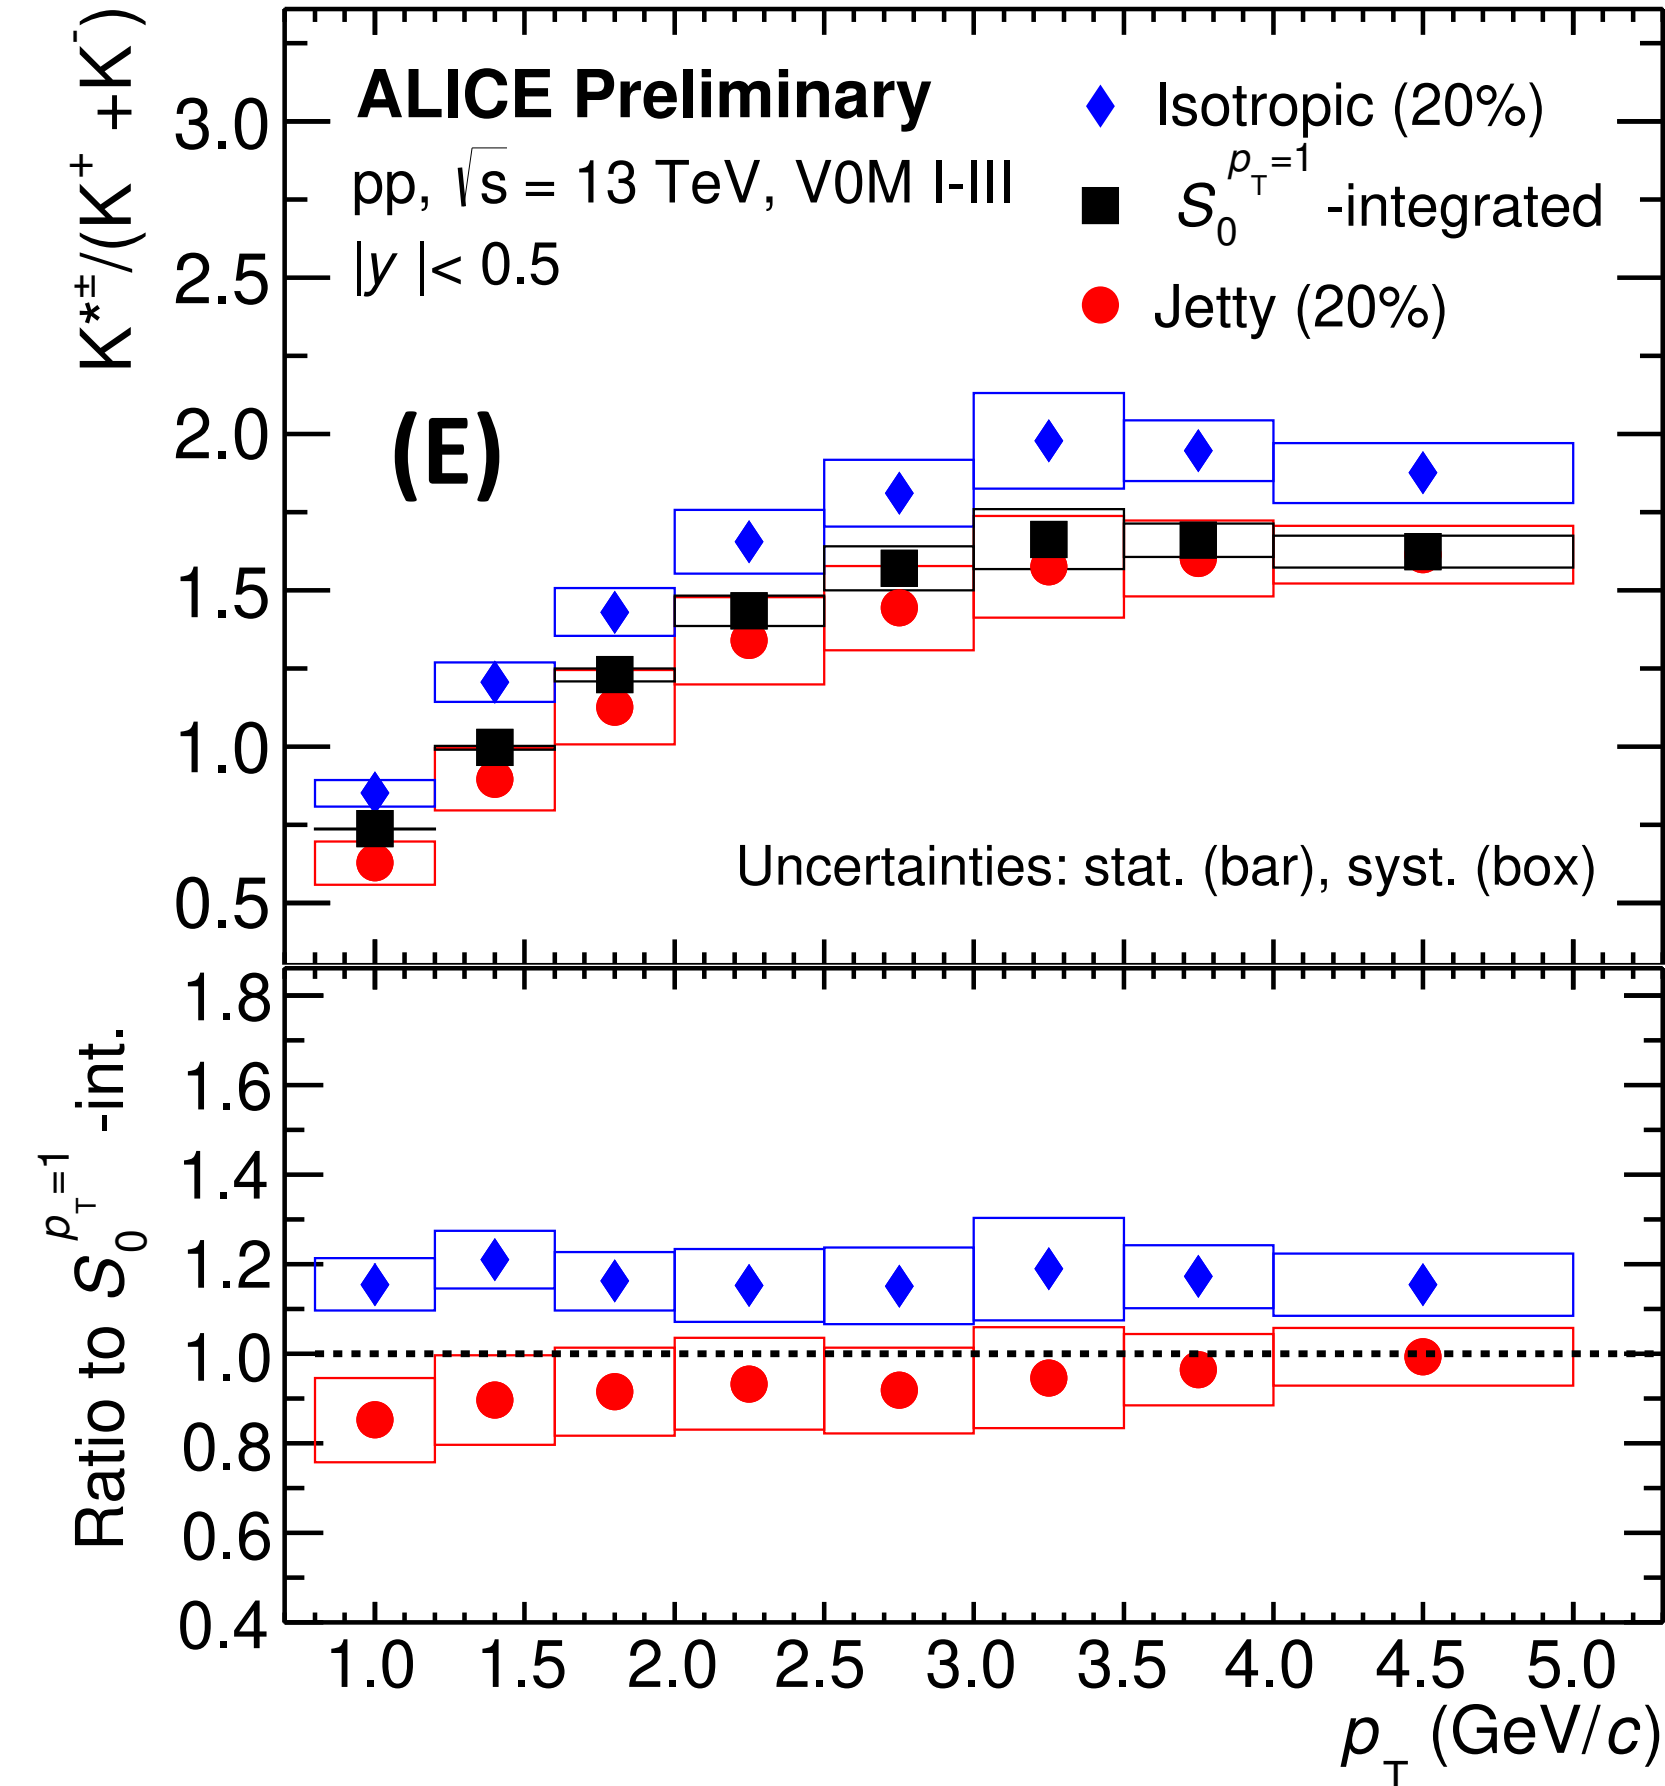 K*±/(K+ +K-)
3.0
2.5
2.0
1.5
1.0
0.5
ALICE Preliminary
pp, √s = 13 TeV, V0M I-III
|y |< 0.5
Isotropic (20%)
S0pT=1 -integrated
Jetty (20%)
(E)
Uncertainties: stat. (bar), syst. (box)
Ratio to S0pT=1 -int.
1.8
1.6
1.4
1.2
1.0
0.8
0.6
0.4
1.0 1.5 2.0 2.5 3.0 3.5 4.0 4.5 5.0
pT (GeV/c)